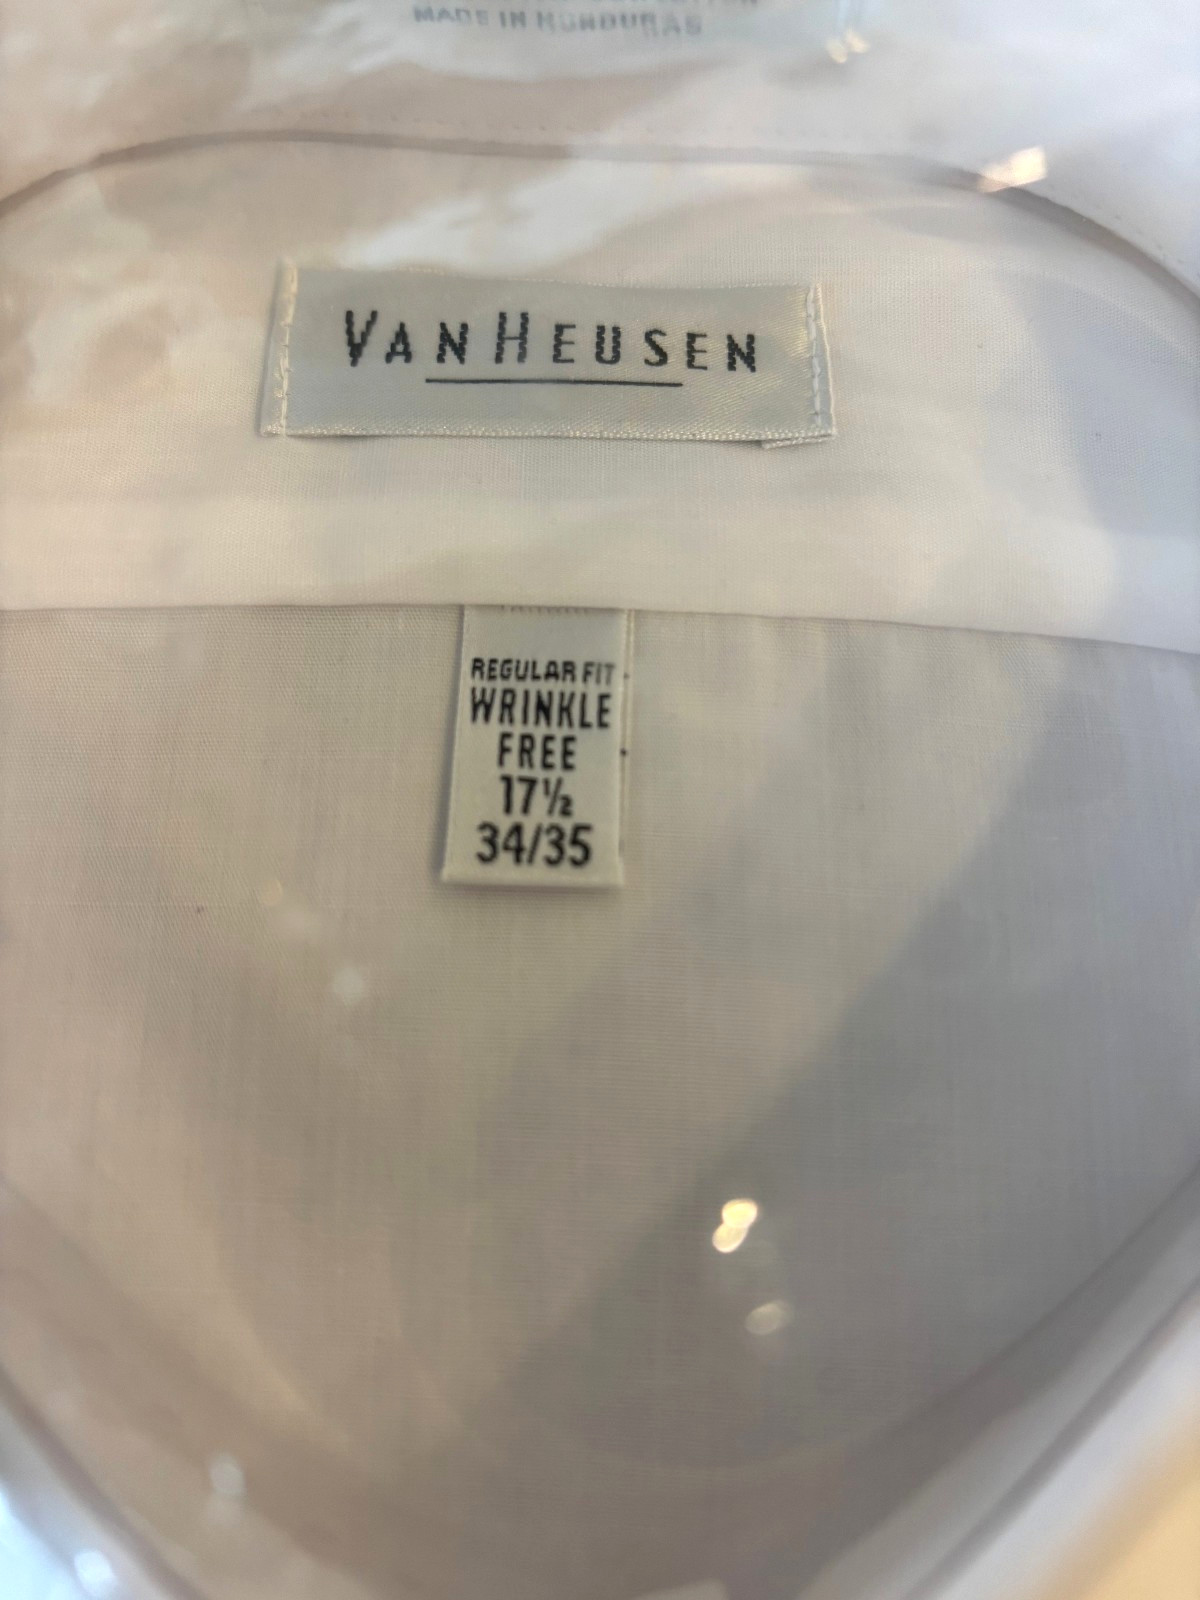 MADE IN HONDURAS
VAN HEUSEN
REGULAR FIT
WRINKLE
FREE
17½
34/35